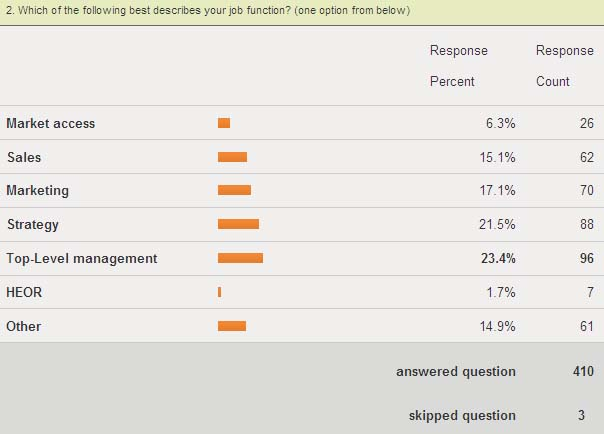 2. Which of the following best describes your job function? (one option from below)
Response Response
Percent Count
Market access 6.3% 26
Sales 15.1% 62
Marketing 17.1% 70
Strategy 21.5% 88
Top-Level management 23.4% 96
HEOR 1.7% 7
Other 14.9% 61
answered question 410
skipped question 3